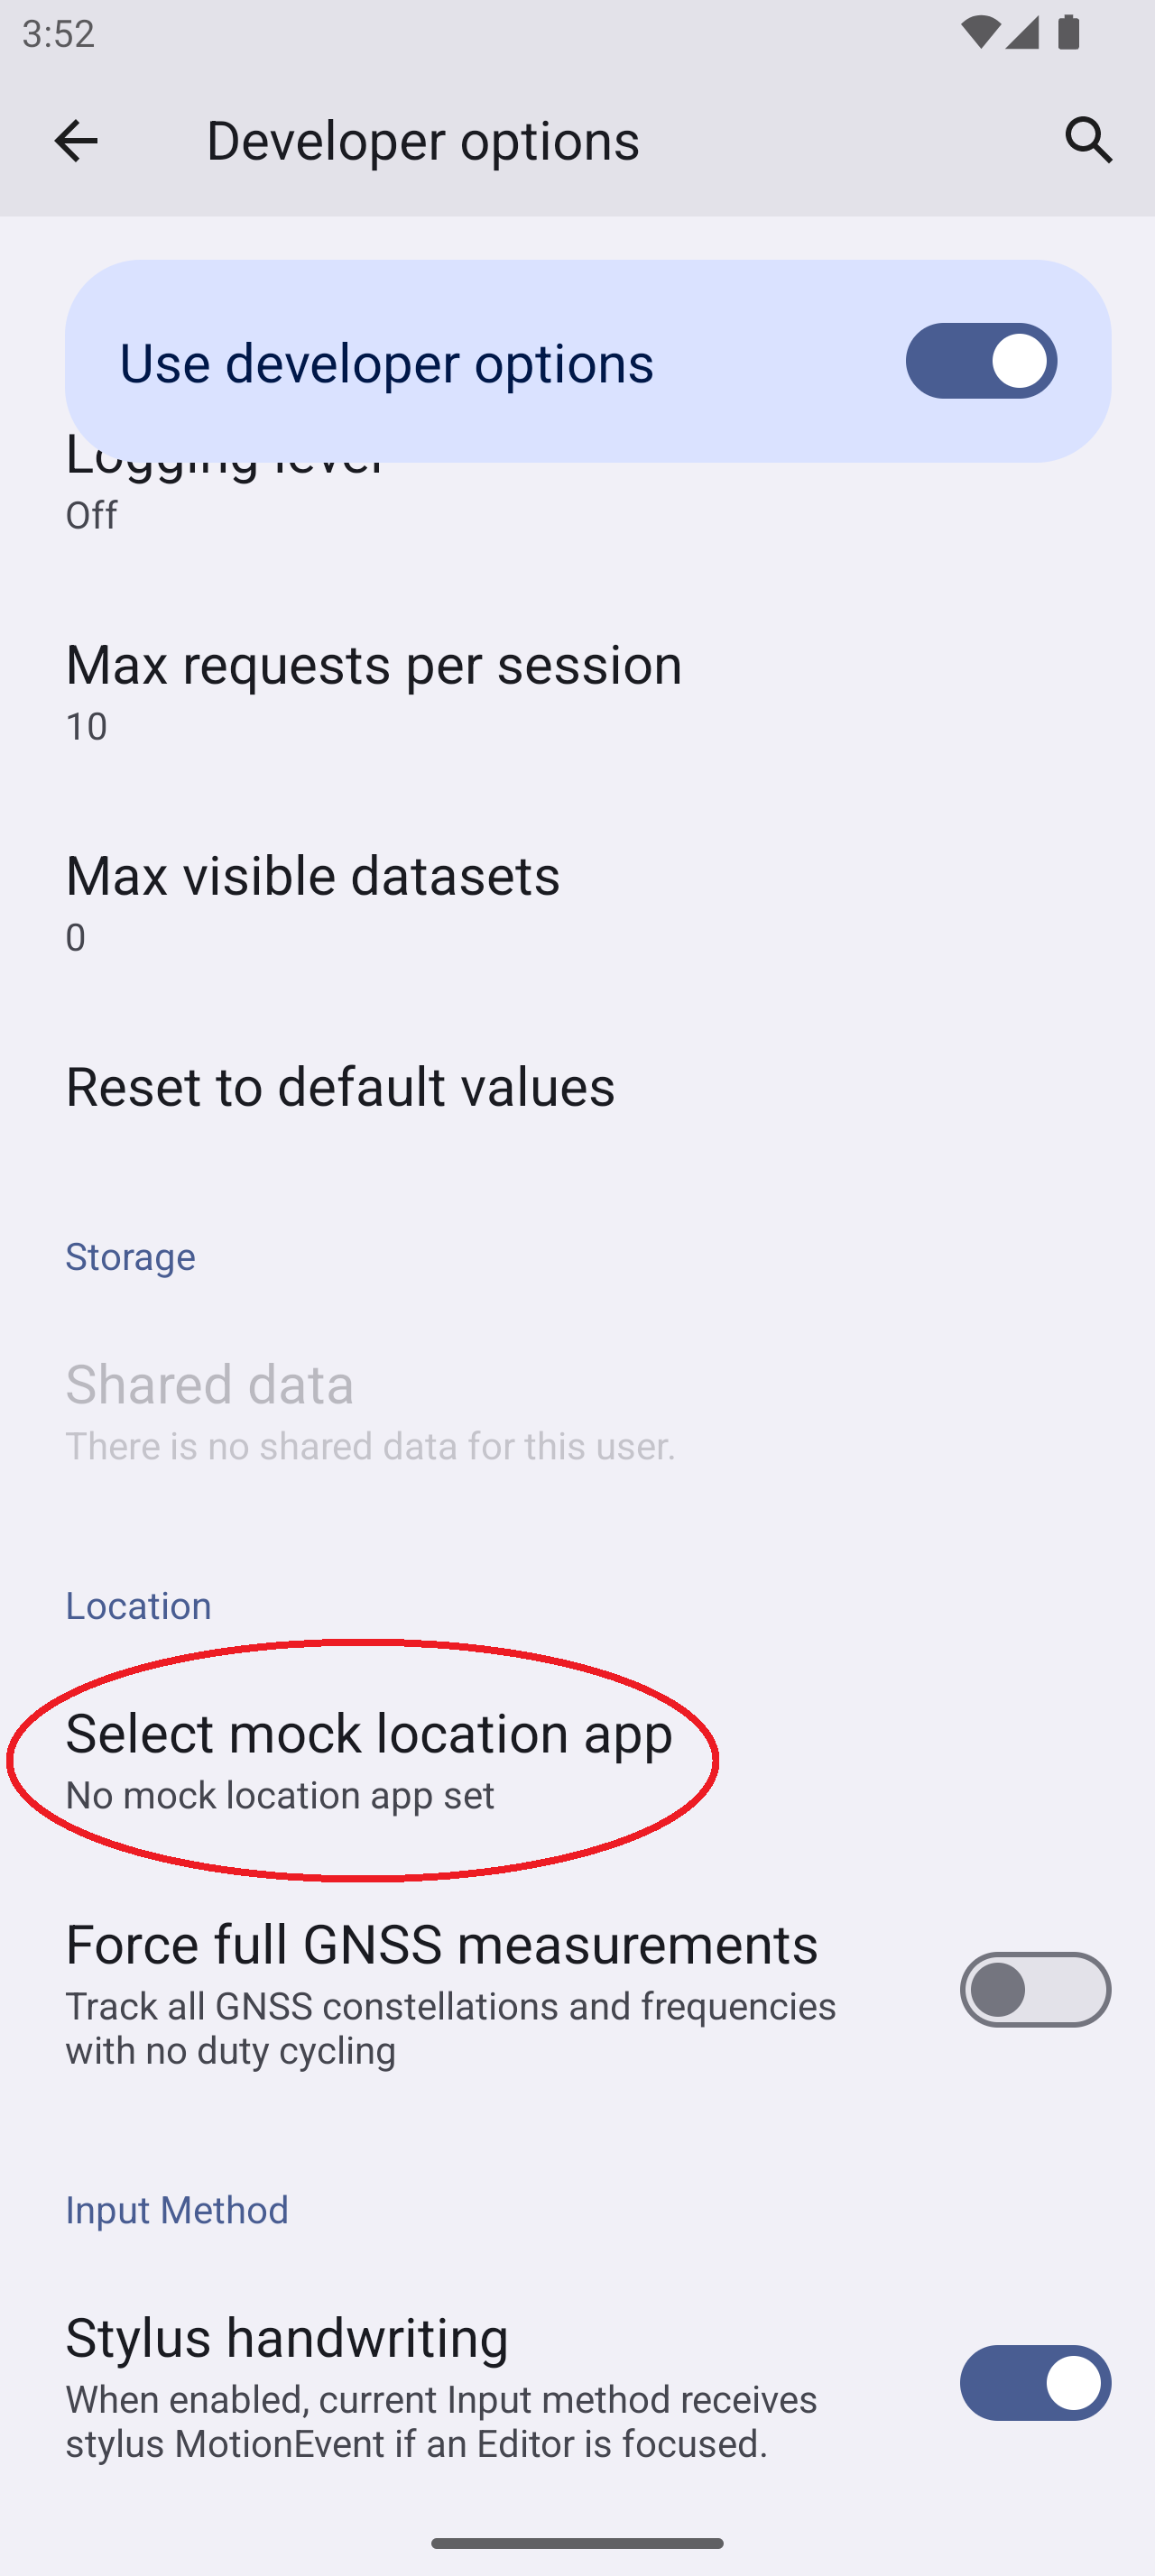 3:52
Developer options
Use developer options
Logging level
Off
Max requests per session
10
Max visible datasets
0
Reset to default values
Storage
Shared data
There is no shared data for this user.
Location
Select mock location app
No mock location app set
Force full GNSS measurements
Track all GNSS constellations and frequencies
with no duty cycling
Input Method
Stylus handwriting
When enabled, current Input method receives
stylus MotionEvent if an Editor is focused.